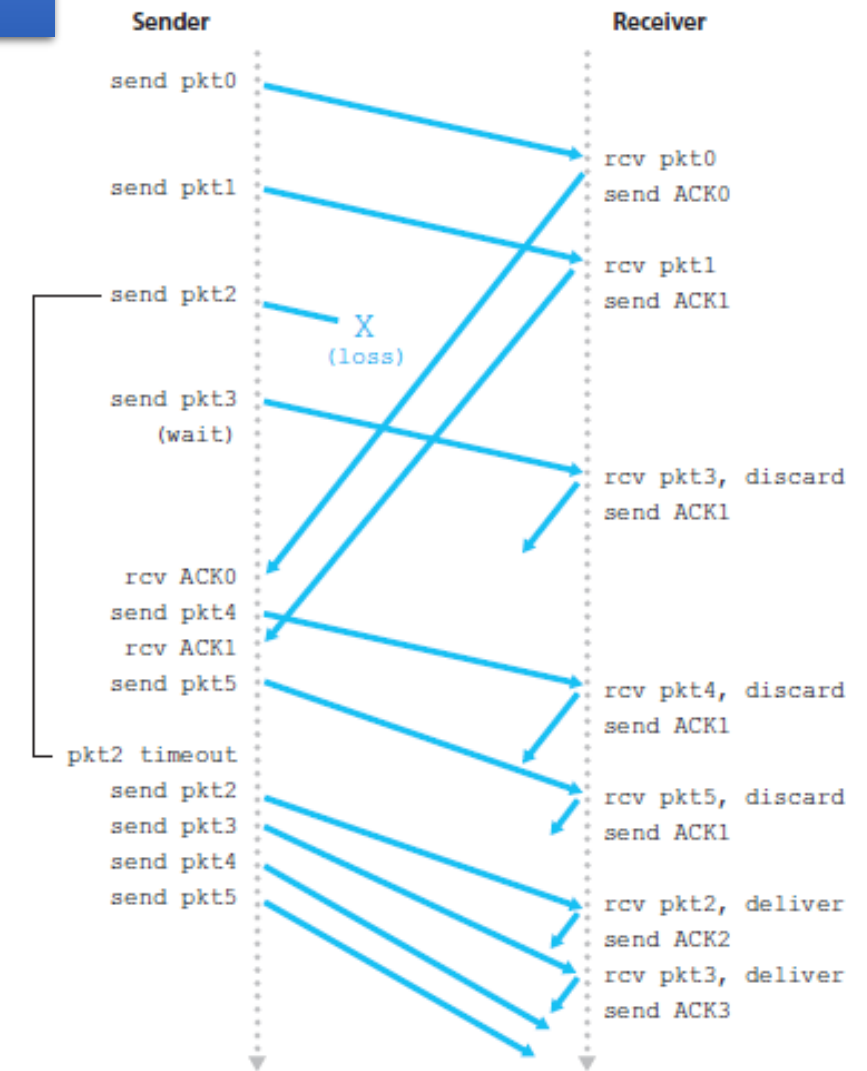 Sender
Receiver
send pkt0
rcv pkt0
send ACK0
send pkt1
rcv pkt1
send ACK1
send pkt2
X
(loss)
send pkt3
(wait)
rcv pkt3, discard
send ACK1
rcv ACK0
send pkt4
rcv ACK1
send pkt5
rcv pkt4, discard
send ACK1
pkt2 timeout
send pkt2
send pkt3
send pkt4
send pkt5
rcv pkt5, discard
send ACK1
rcv pkt2, deliver
send ACK2
rcv pkt3, deliver
send ACK3